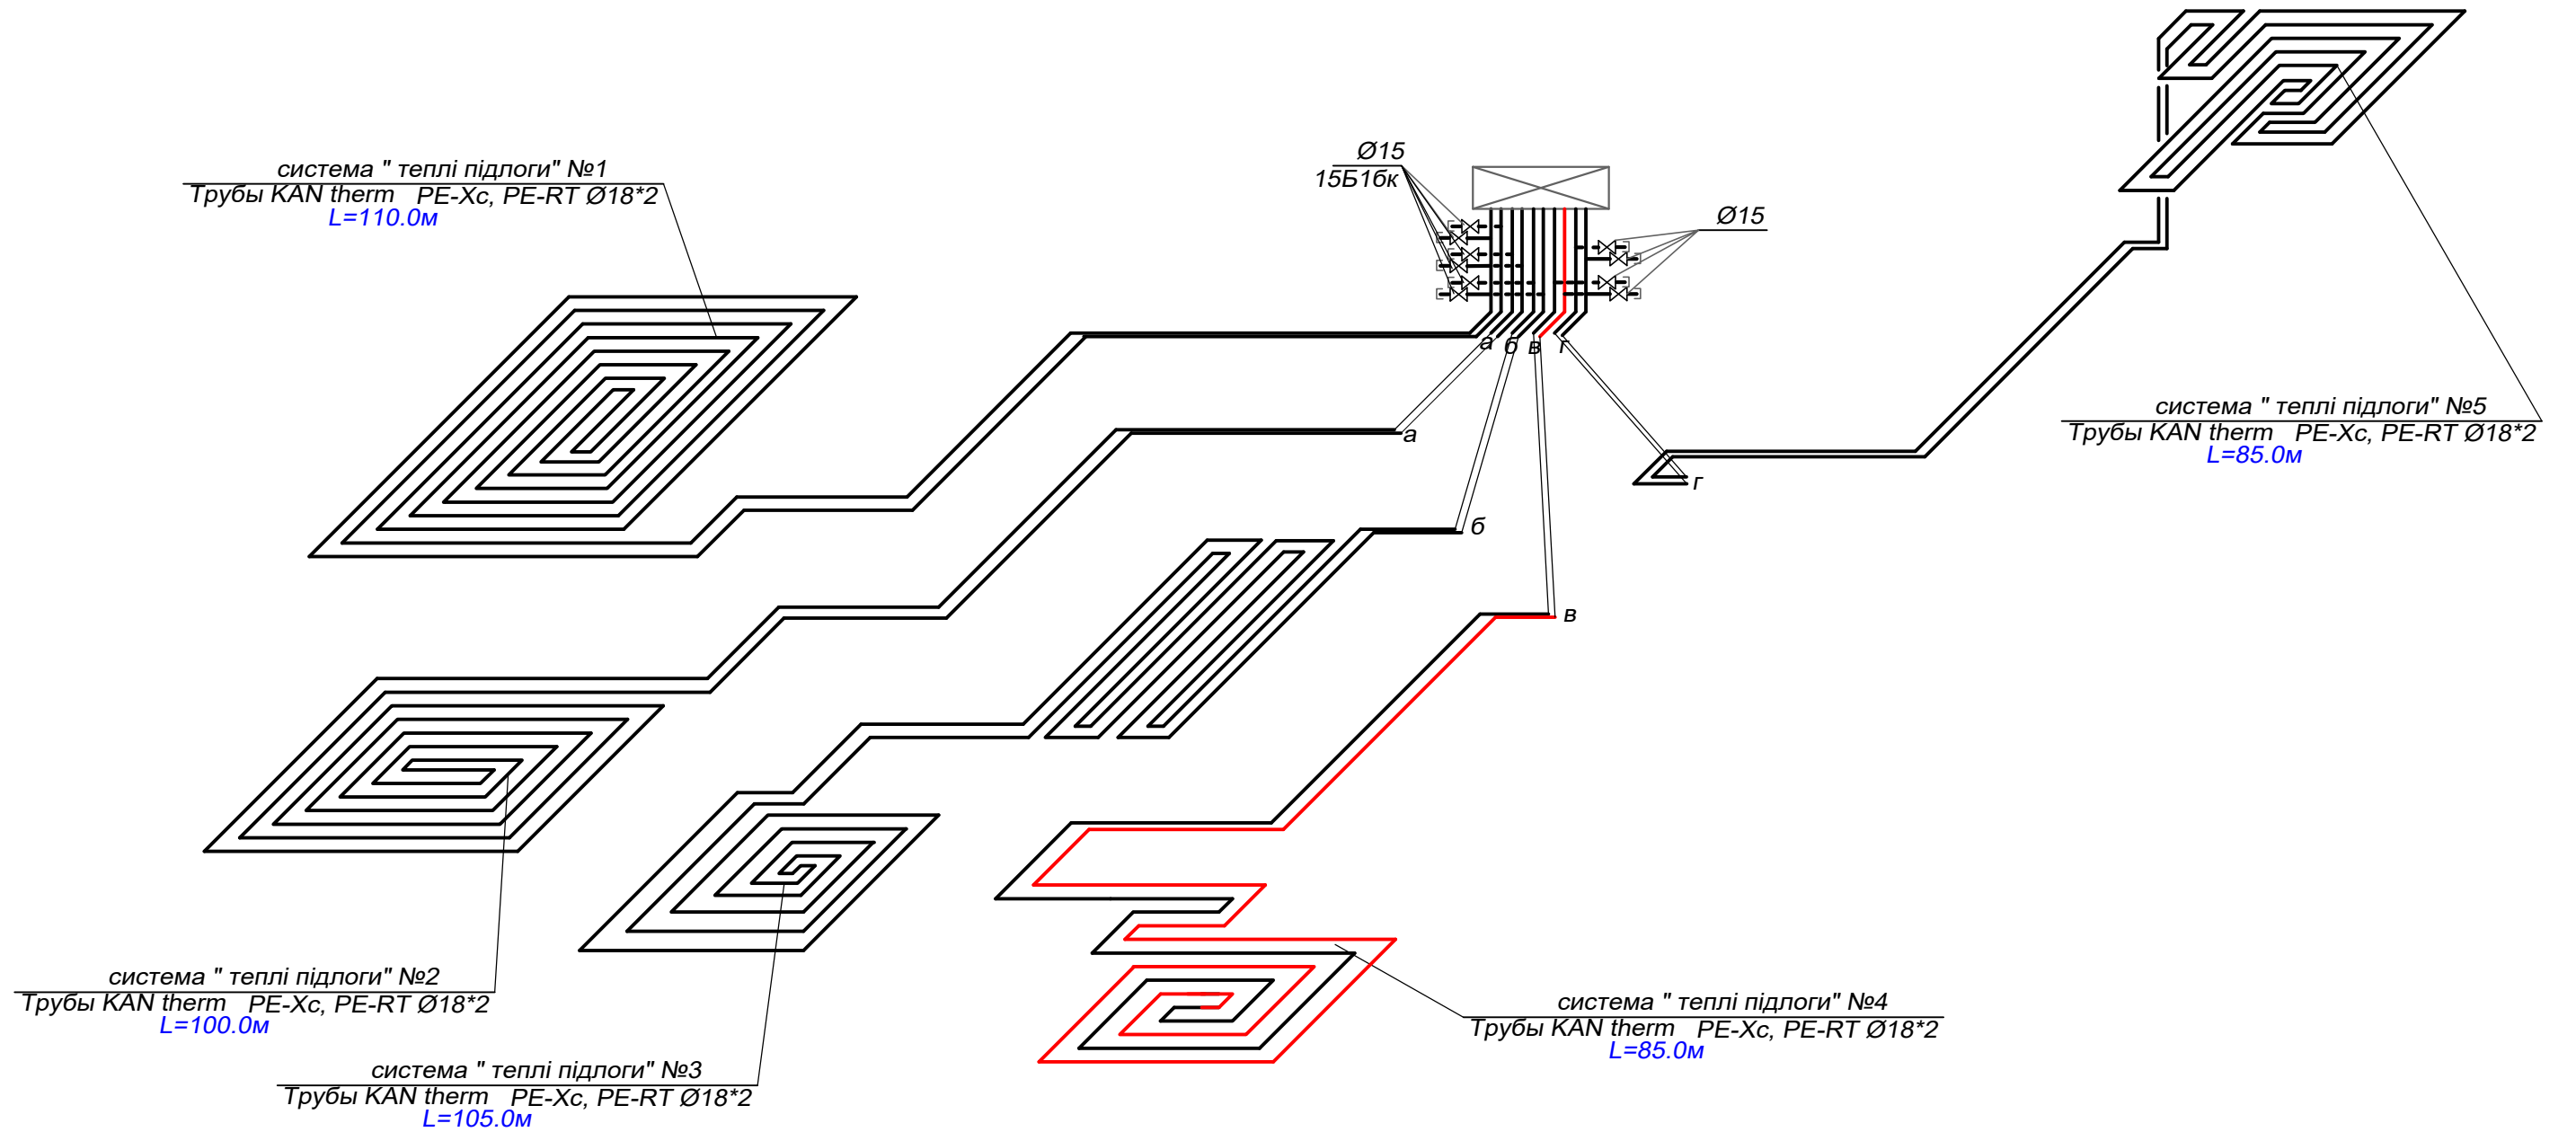 система " теплі підлоги" №1
Трубы KAN therm PE-Xc, PE-RT Ø18*2
L=110.0м
Ø15
15Б1бк
Ø15
а б в г
а
б
в
г
система " теплі підлоги" №5
Трубы KAN therm PE-Xc, PE-RT Ø18*2
L=85.0м
система " теплі підлоги" №2
Трубы KAN therm PE-Xc, PE-RT Ø18*2
L=100.0м
система " теплі підлоги" №3
Трубы KAN therm PE-Xc, PE-RT Ø18*2
L=105.0м
система " теплі підлоги" №4
Трубы KAN therm PE-Xc, PE-RT Ø18*2
L=85.0м